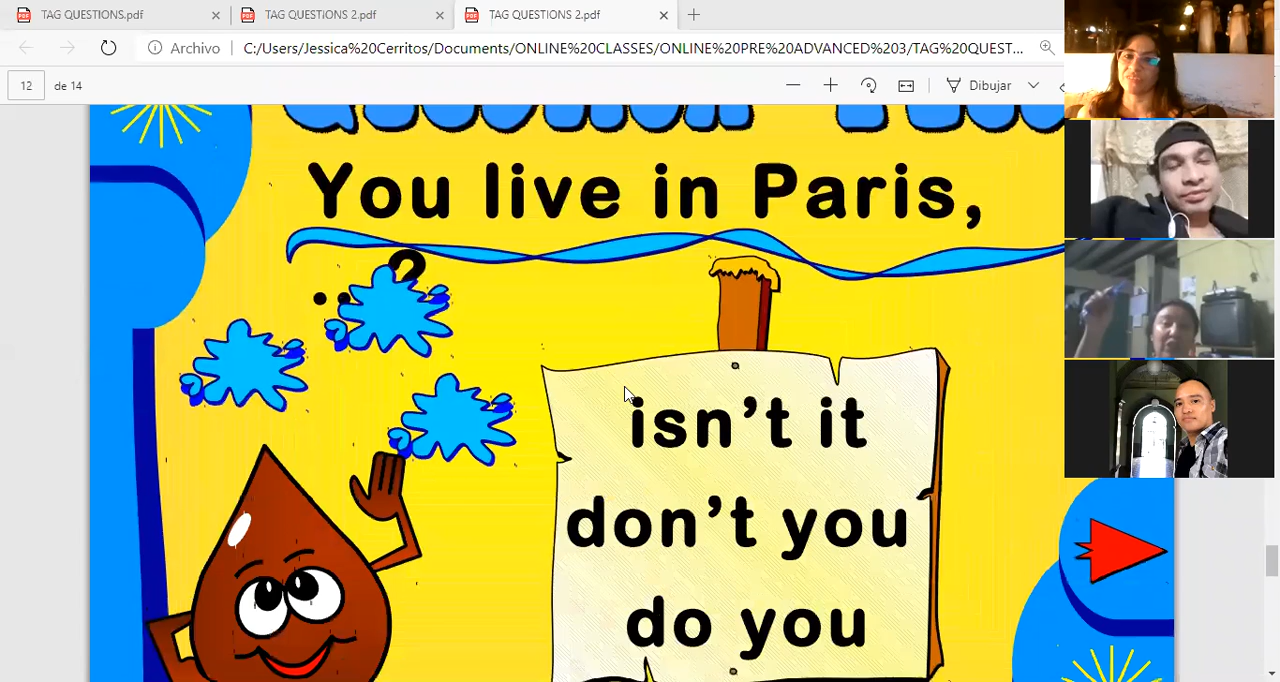 TAG QUESTIONS.pdf
TAG QUESTIONS 2.pdf
TAG QUESTIONS 2.pdf
Archivo
C:/Users/Jessica%20Cerritos/Documents/ONLINE%20CLASSES/ONLINE%20PRE%20ADVANCED%203/TAG%20QUEST...
12 de 14
Dibujar
You live in Paris,
?
isn't it
don't you
do you